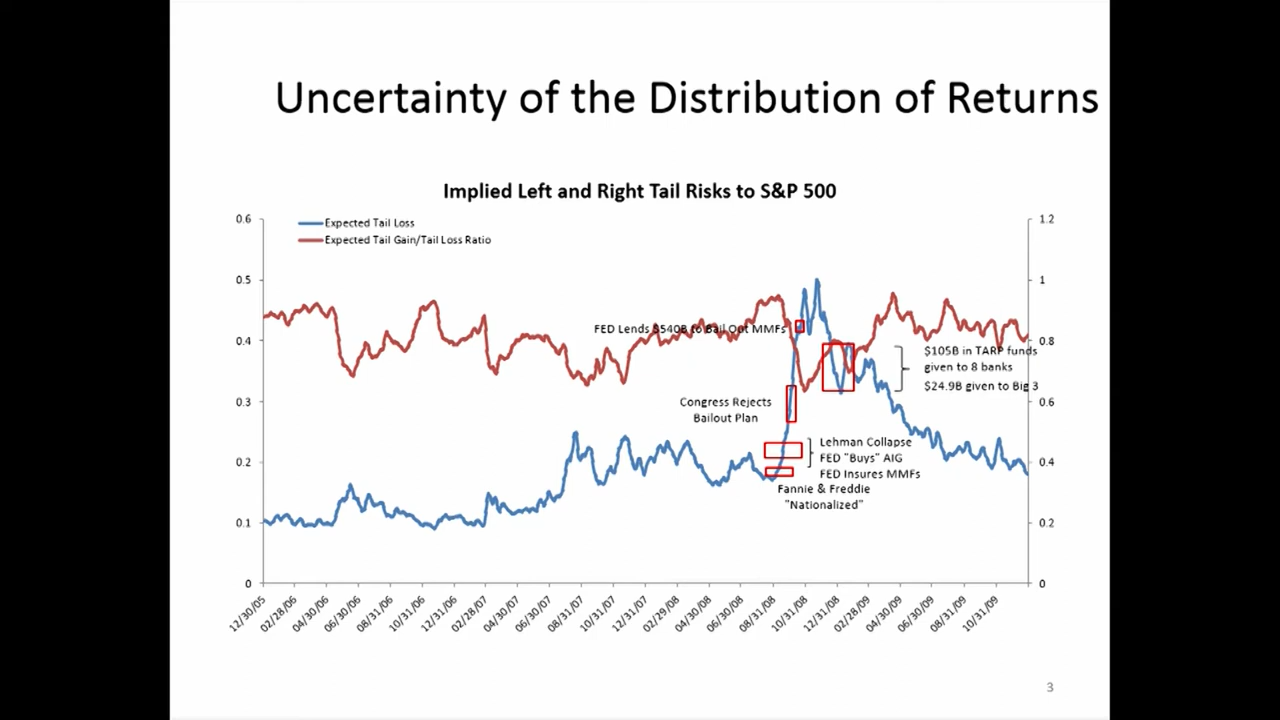 Uncertainty of the Distribution of Returns
Implied Left and Right Tail Risks to S&P 500
0.6
0.5
0.4
0.3
0.2
0.1
0
Expected Tail Loss
Expected Tail Gain/Tail Loss Ratio
1.2
1
0.8
0.6
0.4
0.2
0
FED Lends $540B to Bail Out MMFs
$105B in TARP funds
given to 8 banks
$24.9B given to Big 3
Congress Rejects
Bailout Plan
Lehman Collapse
FED "Buys" AIG
FED Insures MMFs
Fannie & Freddie
"Nationalized"
12/30/05
02/28/06
04/30/06
06/30/06
08/31/06
10/31/06
12/31/06
02/28/07
04/30/07
06/30/07
08/31/07
10/31/07
12/31/07
02/29/08
04/30/08
06/30/08
08/31/08
10/31/08
12/31/08
02/28/09
04/30/09
06/30/09
08/31/09
10/31/09
3